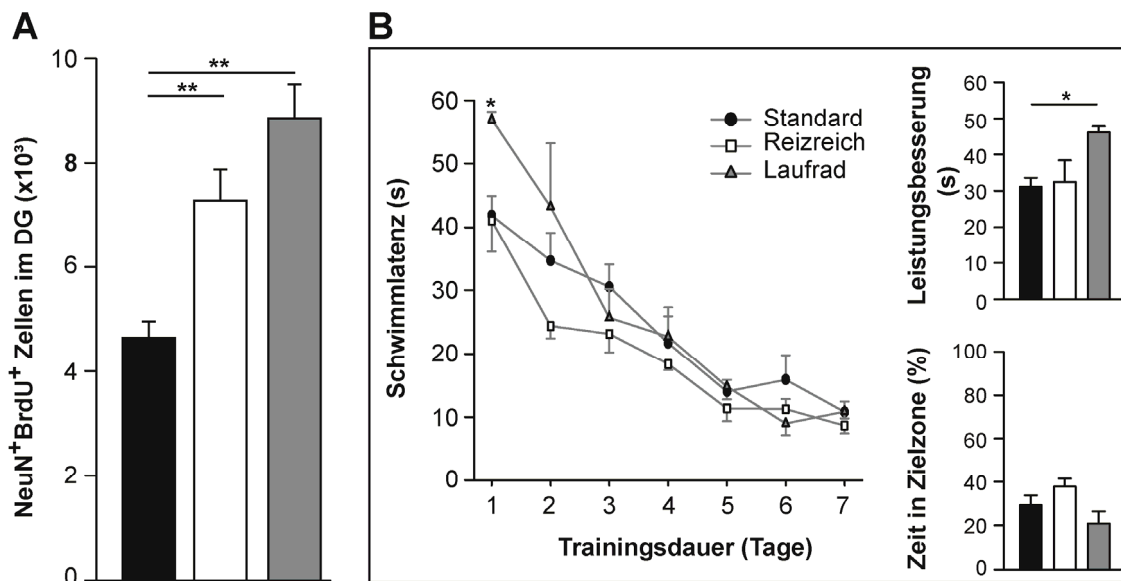 A
NeuN⁺BrdU⁺ Zellen im DG (x10³)
10
8
6
4
2
0
**
**
B
Schwimmlatenz (s)
60
50
40
30
20
10
0
*
Standard
Reizreich
Laufrad
1 2 3 4 5 6 7
Trainingsdauer (Tage)
Leistungsbesserung
(s)
60
50
40
30
20
10
0
*
Zeit in Zielzone (%)
100
80
60
40
20
0